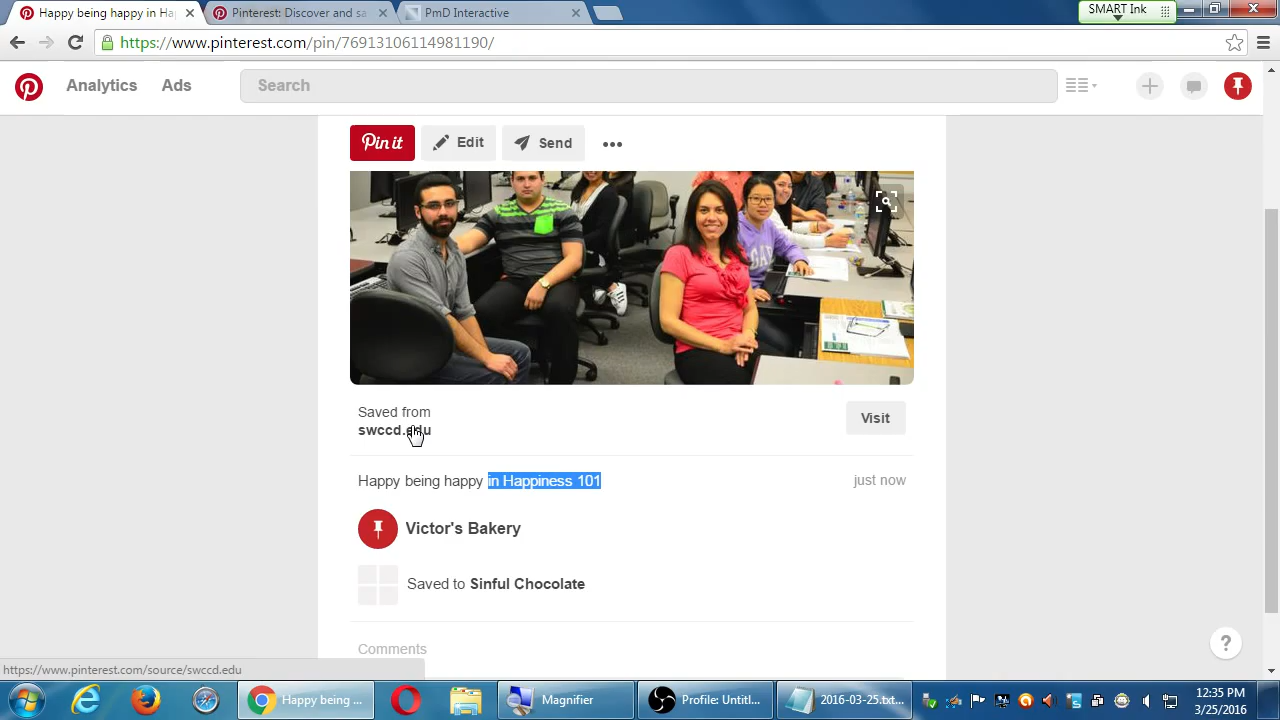 Happy being happy in Ha
Pinterest: Discover and sa
PmD Interactive
SMART Ink
https://www.pinterest.com/pin/76913106114981190/
Analytics
Ads
Search
Pin it
Edit
Send
Saved from
swccd.edu
Visit
Happy being happy in Happiness 101
just now
Victor's Bakery
Saved to Sinful Chocolate
Comments
?
https://www.pinterest.com/source/swccd.edu
Happy being ...
Magnifier
Profile: Untitl...
2016-03-25.txt...
12:35 PM
3/25/2016